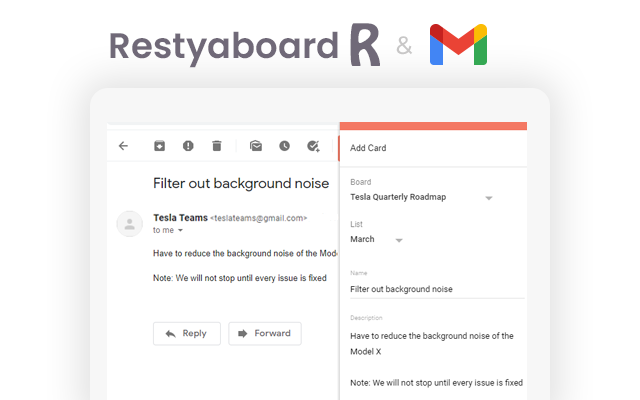 Restyaboard R & M
Filter out background noise
Tesla Teams <teslateams@gmail.com>
to me
Have to reduce the background noise of the Mode
Note: We will not stop until every issue is fixed
Reply
Forward
Add Card
Board
Tesla Quarterly Roadmap
List
March
Name
Filter out background noise
Description
Have to reduce the background noise of the
Model X
Note: We will not stop until every issue is fixed